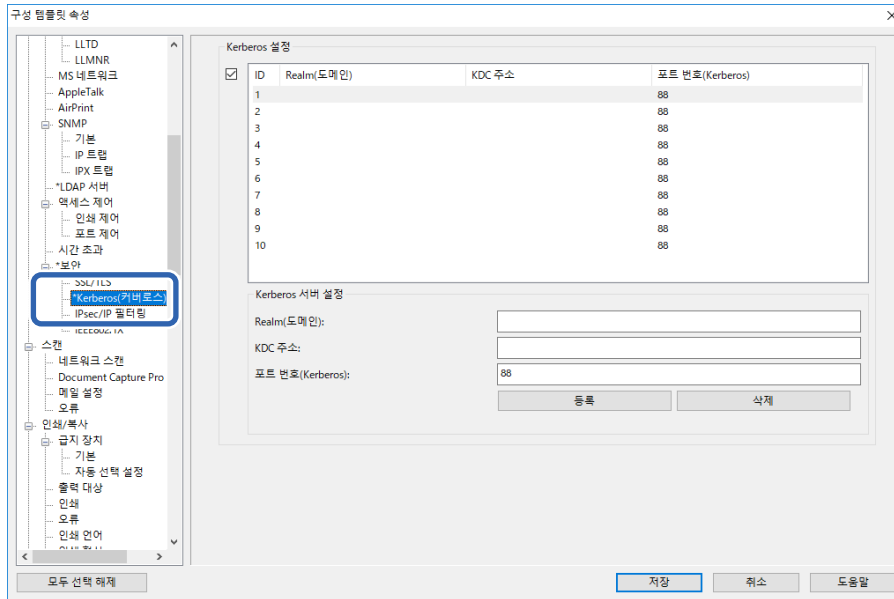 구성 템플릿 속성
LLTD
LLMNR
MS 네트워크
AppleTalk
AirPrint
SNMP
기본
IP 트랩
IPX 트랩
*LDAP 서버
액세스 제어
인쇄 제어
포트 제어
시간 초과
*보안
SSL/TLS
*Kerberos(커버로스)
IPsec/IP 필터링
IEEE802.1X
스캔
네트워크 스캔
Document Capture Pro
메일 설정
오류
인쇄/복사
급지 장치
기본
자동 선택 설정
출력 대상
인쇄
오류
인쇄 언어
모두 선택 해제
Kerberos 설정
ID Realm(도메인) KDC 주소 포트 번호(Kerberos)
1 88
2 88
3 88
4 88
5 88
6 88
7 88
8 88
9 88
10 88
Kerberos 서버 설정
Realm(도메인):
KDC 주소:
포트 번호(Kerberos): 88
등록 삭제
저장 취소 도움말